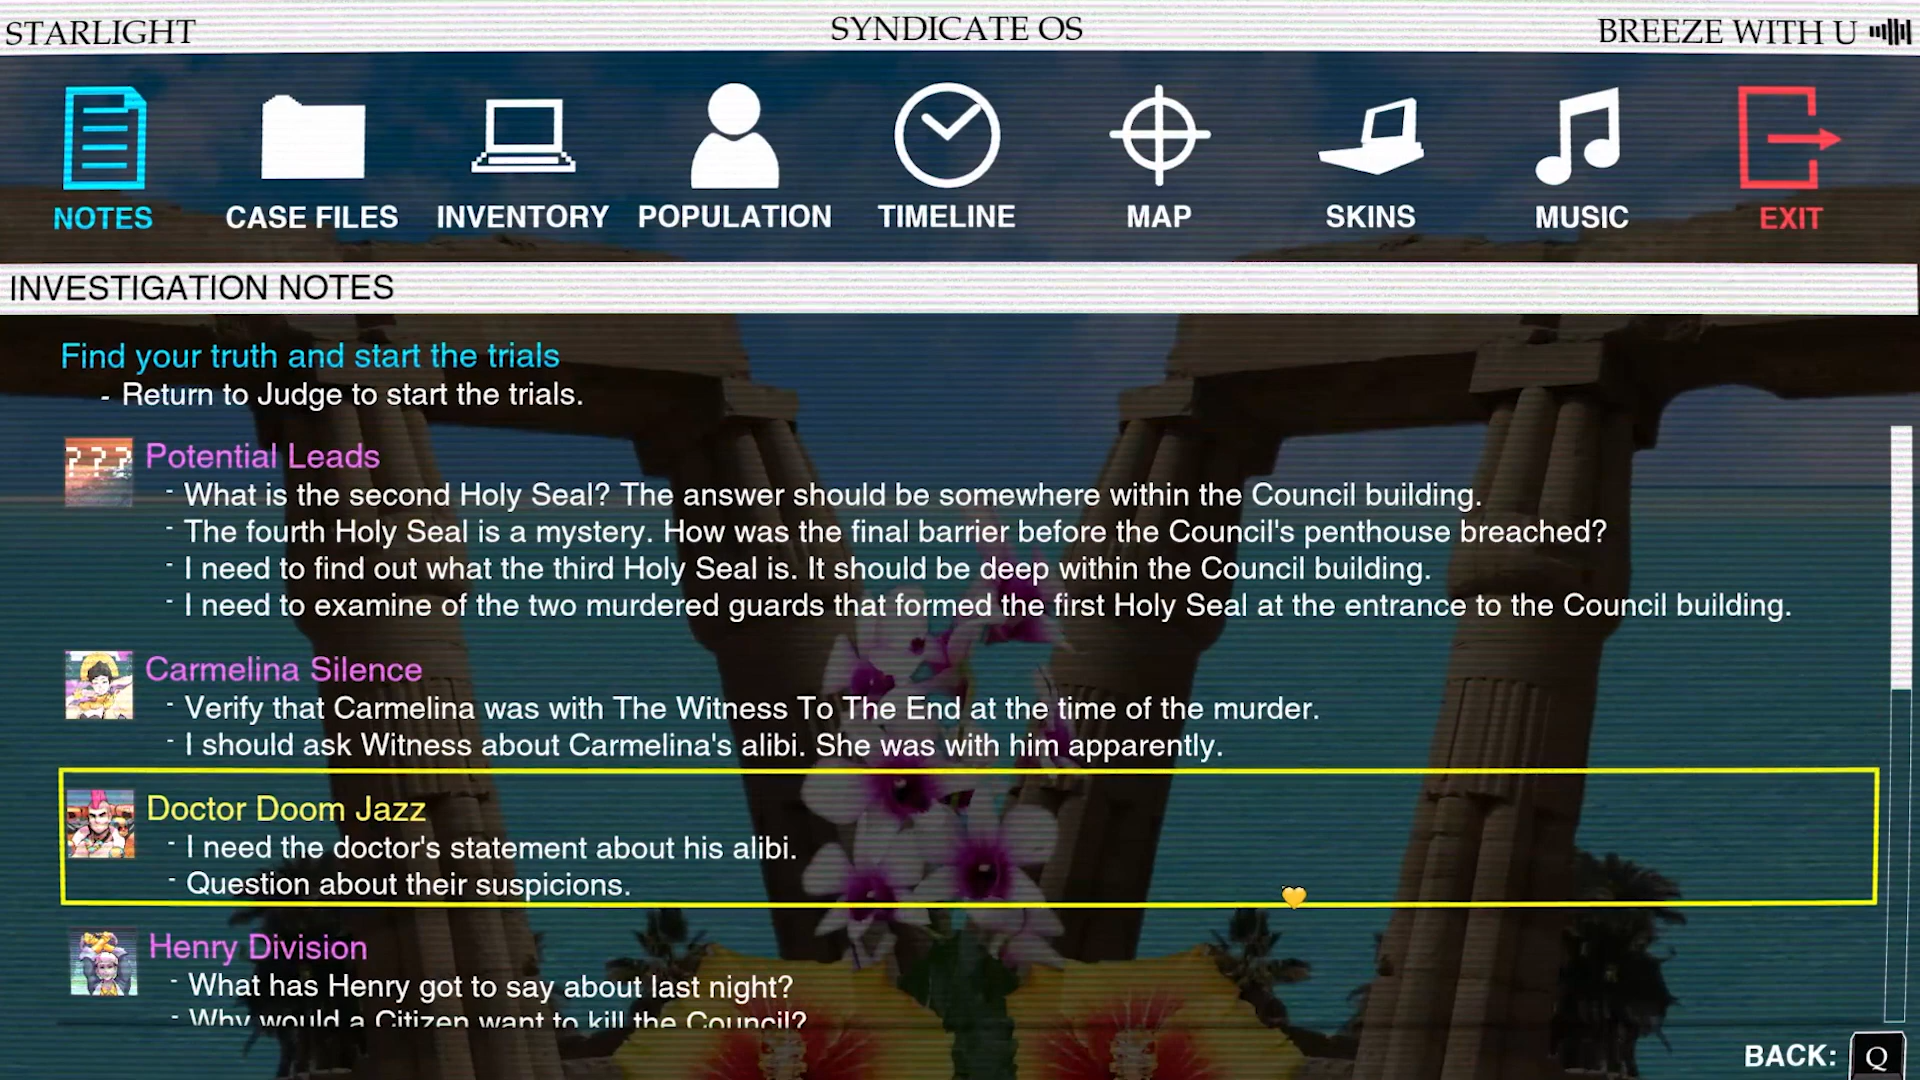 STARLIGHT
SYNDICATE OS
BREEZE WITH U
NOTES
CASE FILES
INVENTORY
POPULATION
TIMELINE
MAP
SKINS
MUSIC
EXIT
INVESTIGATION NOTES
Find your truth and start the trials
- Return to Judge to start the trials.
???
Potential Leads
- What is the second Holy Seal? The answer should be somewhere within the Council building.
- The fourth Holy Seal is a mystery. How was the final barrier before the Council's penthouse breached?
- I need to find out what the third Holy Seal is. It should be deep within the Council building.
- I need to examine of the two murdered guards that formed the first Holy Seal at the entrance to the Council building.
Carmelina Silence
- Verify that Carmelina was with The Witness To The End at the time of the murder.
- I should ask Witness about Carmelina's alibi. She was with him apparently.
Doctor Doom Jazz
- I need the doctor's statement about his alibi.
- Question about their suspicions.
Henry Division
- What has Henry got to say about last night?
- Why would a Citizen want to kill the Council?
BACK: Q